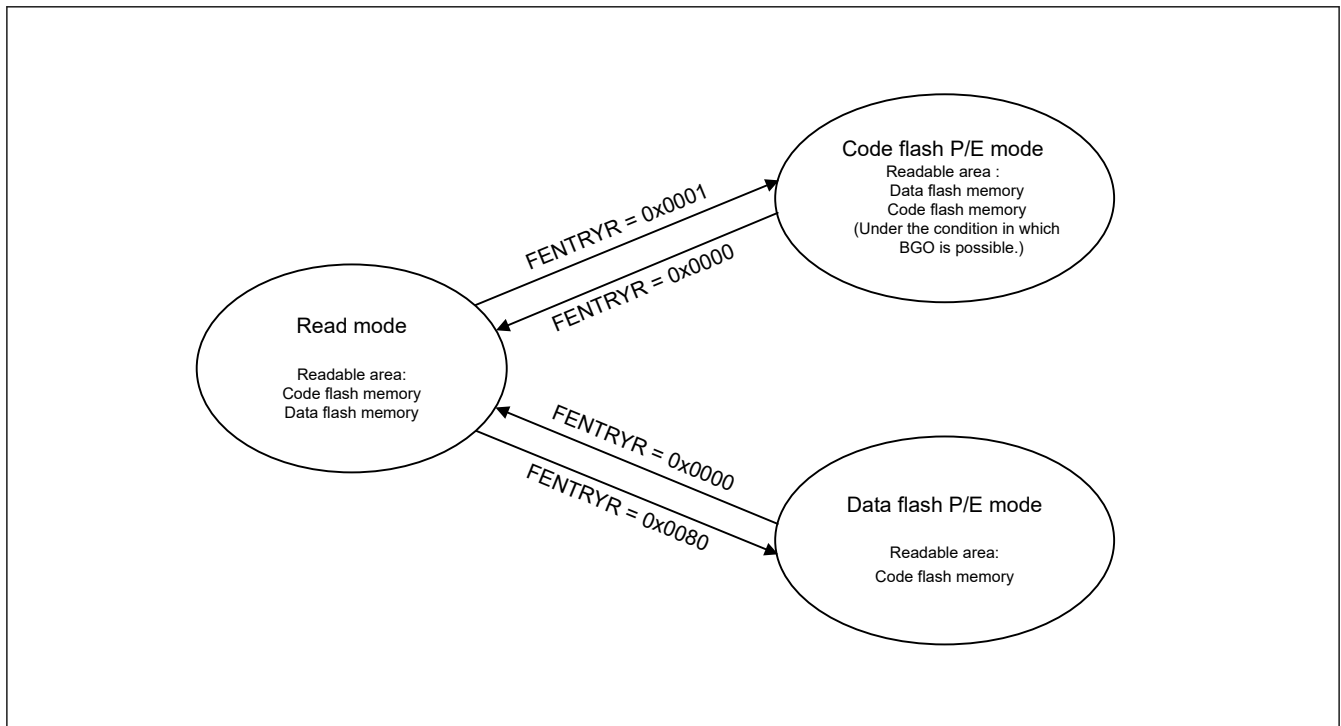 Code flash P/E mode
Readable area :
Data flash memory
Code flash memory
(Under the condition in which
BGO is possible.)
FENTRYR = 0x0001
FENTRYR = 0x0000
Read mode
Readable area:
Code flash memory
Data flash memory
FENTRYR = 0x0000
FENTRYR = 0x0080
Data flash P/E mode
Readable area:
Code flash memory